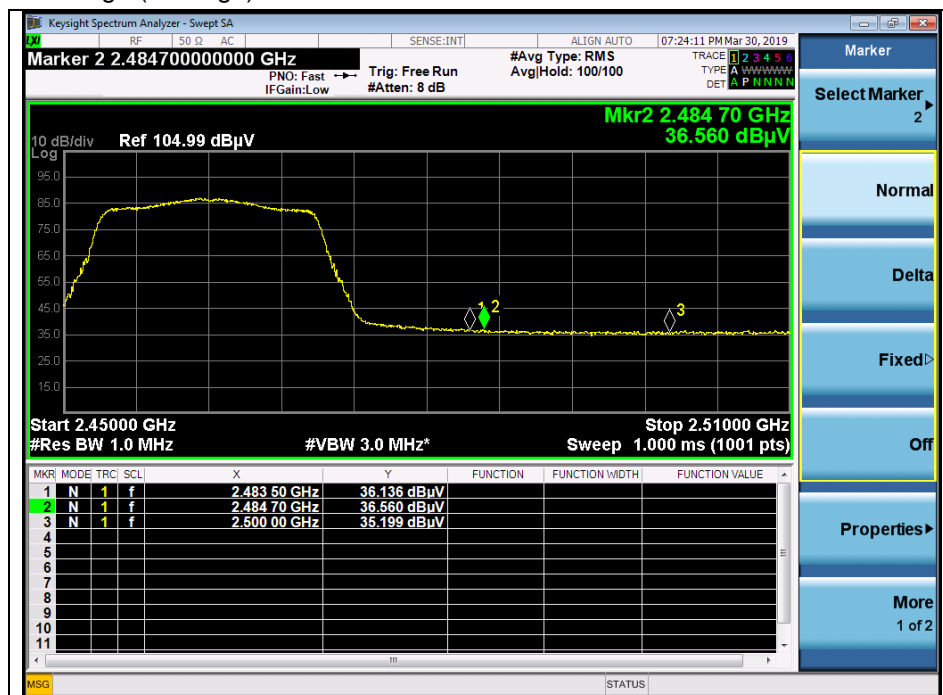 Keysight Spectrum Analyzer - Swept SA
LXI RF 50 Ω AC SENSE:INT ALIGN AUTO 07:24:11 PM Mar 30, 2019
Marker 2 2.484700000000 GHz
PNO: Fast
IFGain:Low
Trig: Free Run
#Atten: 8 dB
#Avg Type: RMS
Avg|Hold: 100/100
TRACE 1 2 3 4 5 6
TYPE A WWWWW
DET A P N N N N
Mkr2 2.484 70 GHz
36.560 dBµV
10 dB/div Ref 104.99 dBµV
Log
95.0
85.0
75.0
65.0
55.0
45.0
35.0
25.0
15.0
1 2 3
Start 2.45000 GHz Stop 2.51000 GHz
#Res BW 1.0 MHz #VBW 3.0 MHz* Sweep 1.000 ms (1001 pts)
MKR MODE TRC SCL X Y FUNCTION FUNCTION WIDTH FUNCTION VALUE
1 N 1 f 2.483 50 GHz 36.136 dBµV
2 N 1 f 2.484 70 GHz 36.560 dBµV
3 N 1 f 2.500 00 GHz 35.199 dBµV
4
5
6
7
8
9
10
11
MSG STATUS
Marker
Select Marker
2
Normal
Delta
Fixed
Off
Properties
More
1 of 2